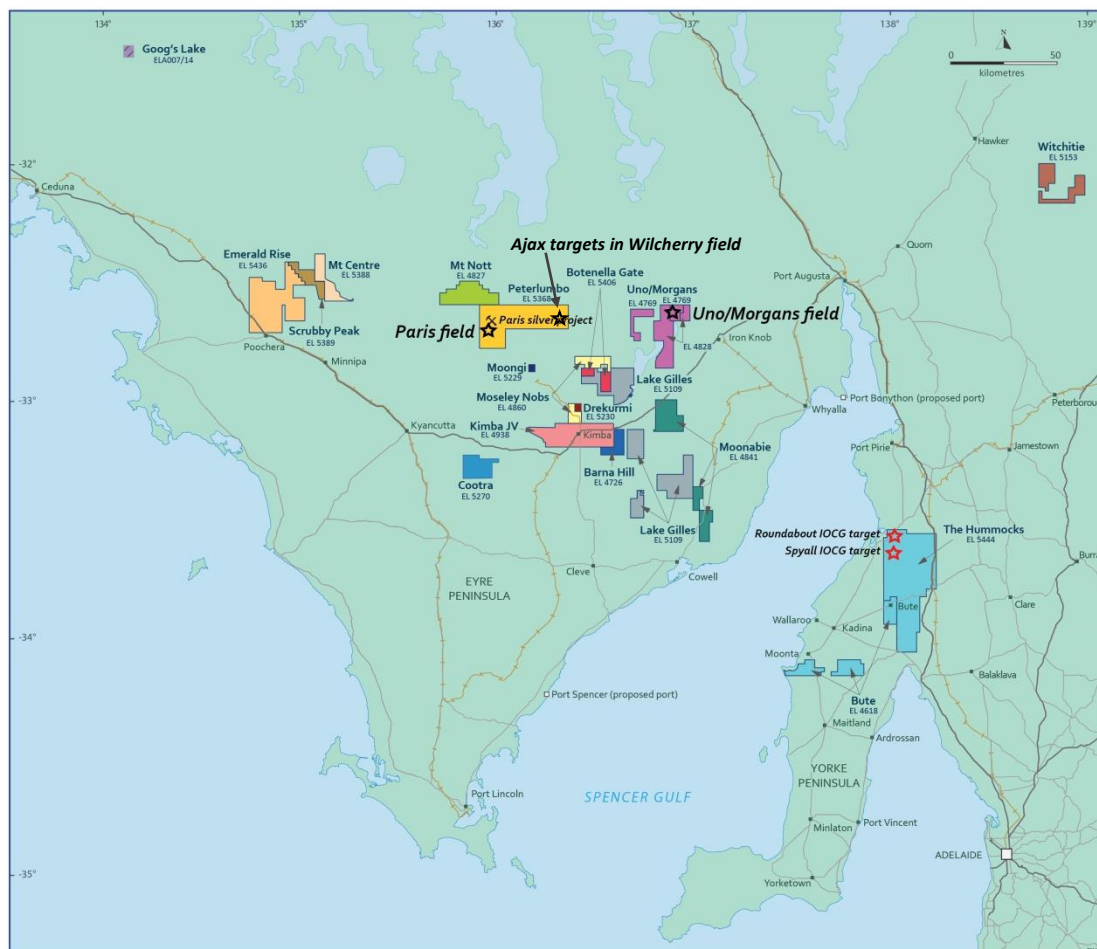 134°
135°
136°
137°
138°
139°
Goog's Lake
ELA007/14
N
0
50
kilometres
Hawker
Witchitie
EL 5153
-32°
Ceduna
Quorn
Ajax targets in Wilcherry field
Emerald Rise
EL 5436
Mt Centre
EL 5388
Mt Nott
EL 4827
Botenella Gate
EL 5406
Peterlumbo
EL 5368
Uno/Morgans
EL 4769
EL 4769
Port Augusta
Paris silver project
Paris field
Uno/Morgans field
Scrubby Peak
EL 5389
EL 4828
Iron Knob
Poochera
Minnipa
Moongi
EL 5229
Lake Gilles
EL 5109
-33°
Moseley Nobs
EL 4860
Drekurmi
EL 5230
Whyalla
Port Bonython (proposed port)
Peterborou
Kyancutta
Kimba JV
EL 4938
Kimba
Moonabie
EL 4841
Port Pirie
Jamestown
Cootra
EL 5270
Barna Hill
EL 4726
Lake Gilles
EL 5109
Roundabout IOCG target
Spyall IOCG target
The Hummocks
EL 5444
Burra
EYRE
PENINSULA
Cleve
Cowell
Bute
Clare
Wallaroo
Kadina
-34°
Moonta
Balaklava
Port Spencer (proposed port)
Bute
EL 4618
Maitland
Ardrossan
YORKE
PENINSULA
Port Lincoln
SPENCER GULF
Minlaton
Port Vincent
ADELAIDE
-35°
Yorketown